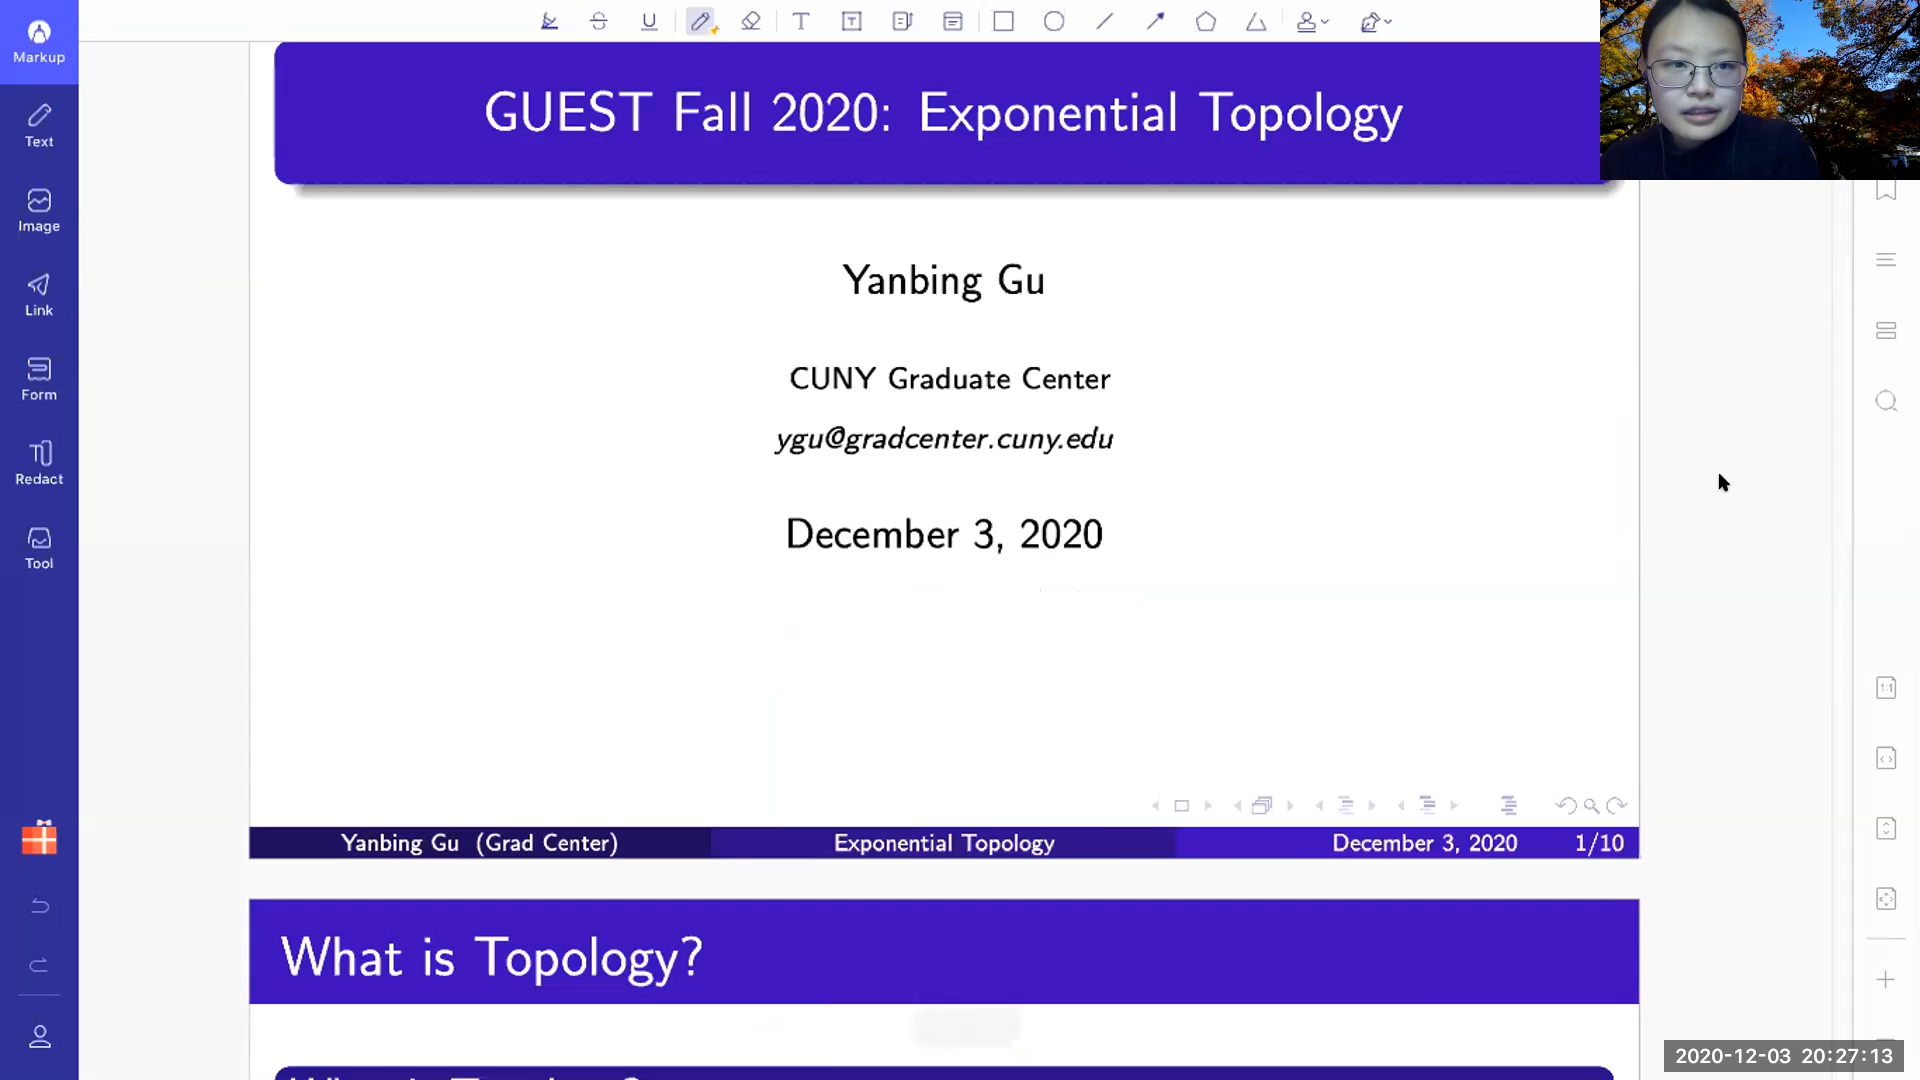 Markup
Text
Image
Link
Form
Redact
Tool
GUEST Fall 2020: Exponential Topology
Yanbing Gu
CUNY Graduate Center
ygu@gradcenter.cuny.edu
December 3, 2020
Yanbing Gu (Grad Center) Exponential Topology December 3, 2020 1/10
What is Topology?
2020-12-03 20:27:13